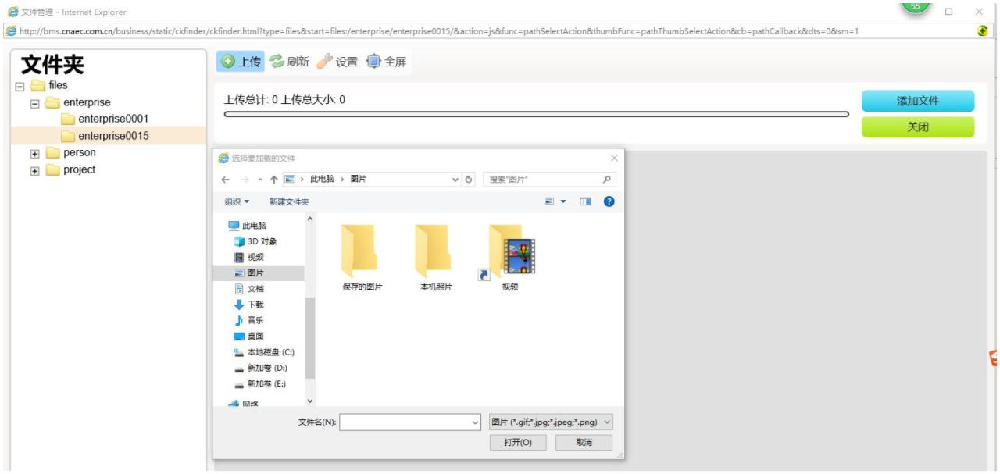 文件管理 - Internet Explorer
55
http://bms.cnaec.com.cn/business/static/ckfinder/ckfinder.html?type=files&start=files:/enterprise/enterprise0015/&action=js&func=pathSelectAction&thumbFunc=pathThumbSelectAction&cb=pathCallback&dts=0&sm=1
文件夹
files
enterprise
enterprise0001
enterprise0015
person
project
上传 刷新 设置 全屏
上传总计: 0 上传总大小: 0
添加文件
关闭
选择要加载的文件
此电脑 › 图片
搜索"图片"
组织 新建文件夹
此电脑
3D 对象
视频
图片
文档
下载
音乐
桌面
本地磁盘 (C:)
新加卷 (D:)
新加卷 (E:)
网络
保存的图片 本机照片 视频
文件名(N):
图片 (*.gif;*.jpg;*.jpeg;*.png)
打开(O) 取消